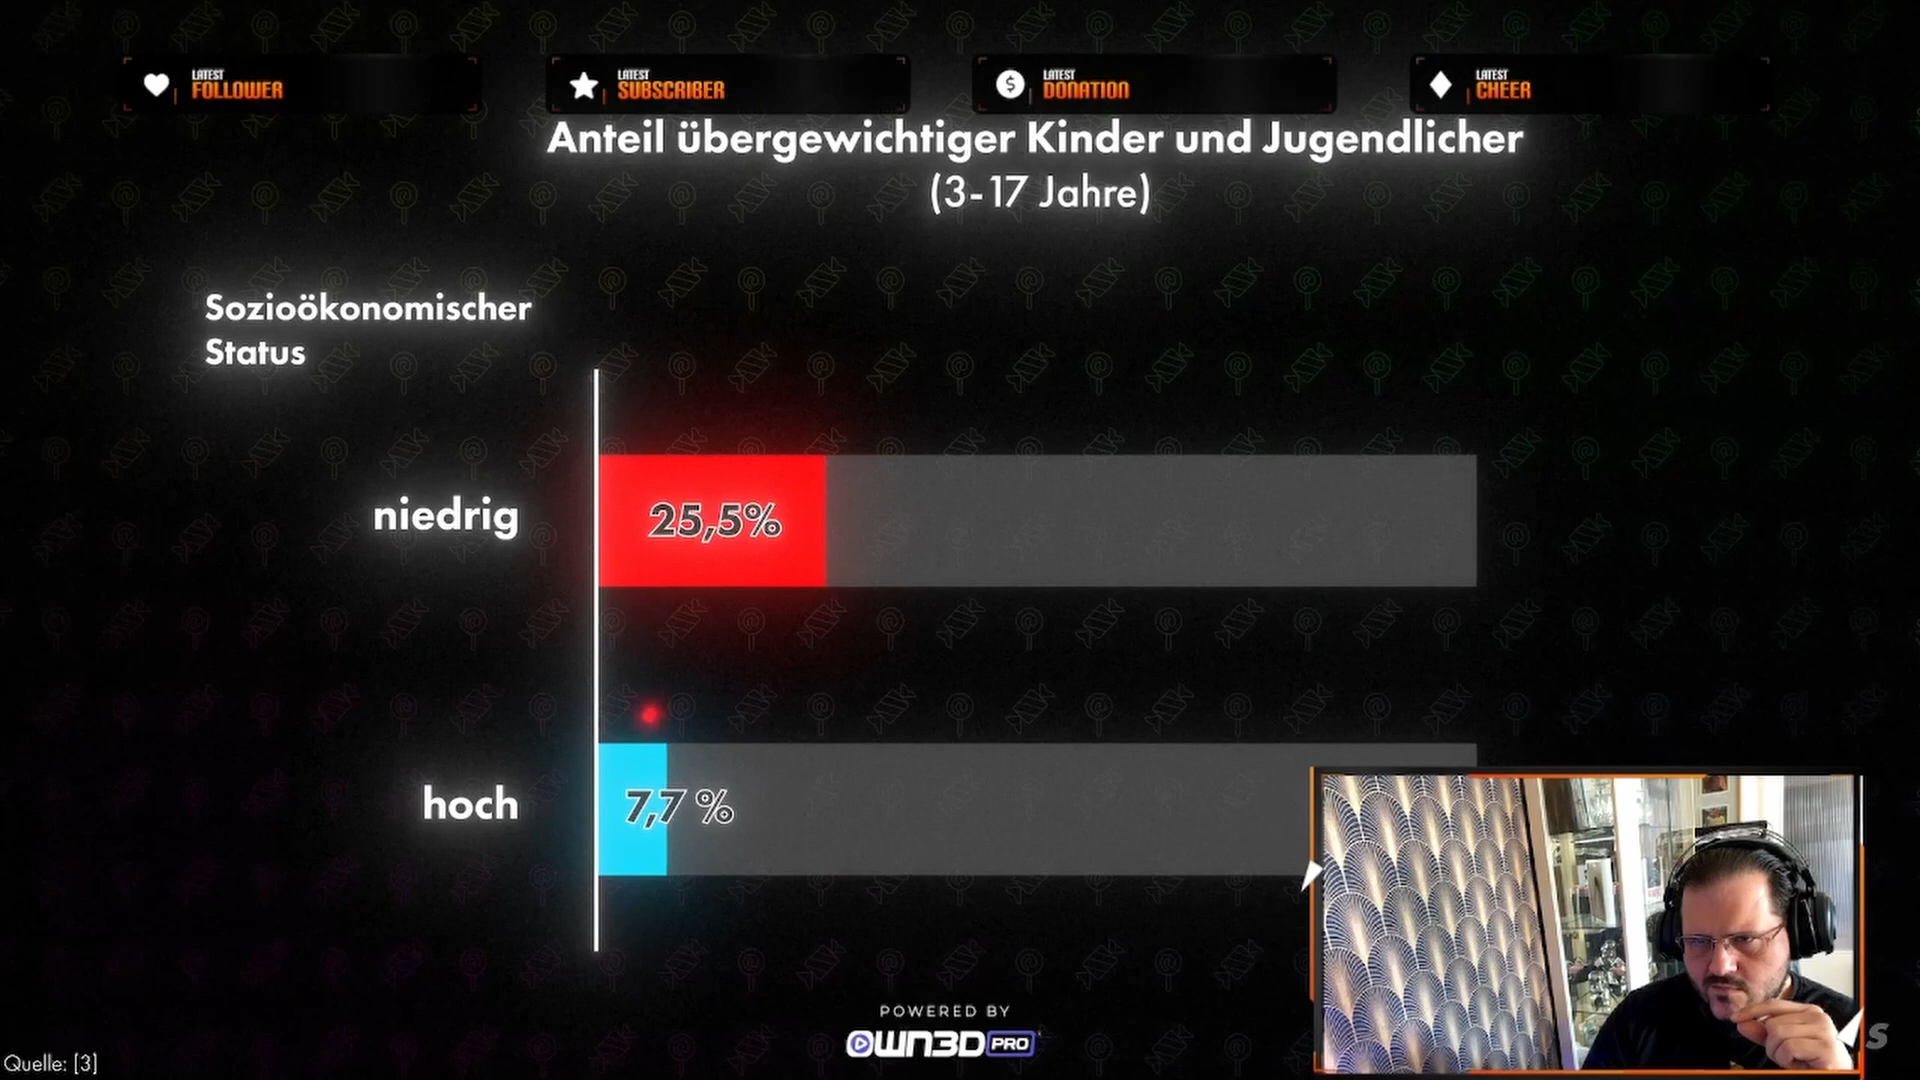 LATEST
FOLLOWER
LATEST
SUBSCRIBER
LATEST
DONATION
LATEST
CHEER
Anteil übergewichtiger Kinder und Jugendlicher
(3-17 Jahre)
Sozioökonomischer
Status
niedrig
25,5%
hoch
7,7 %
POWERED BY
OWN3D PRO
Quelle: [3]